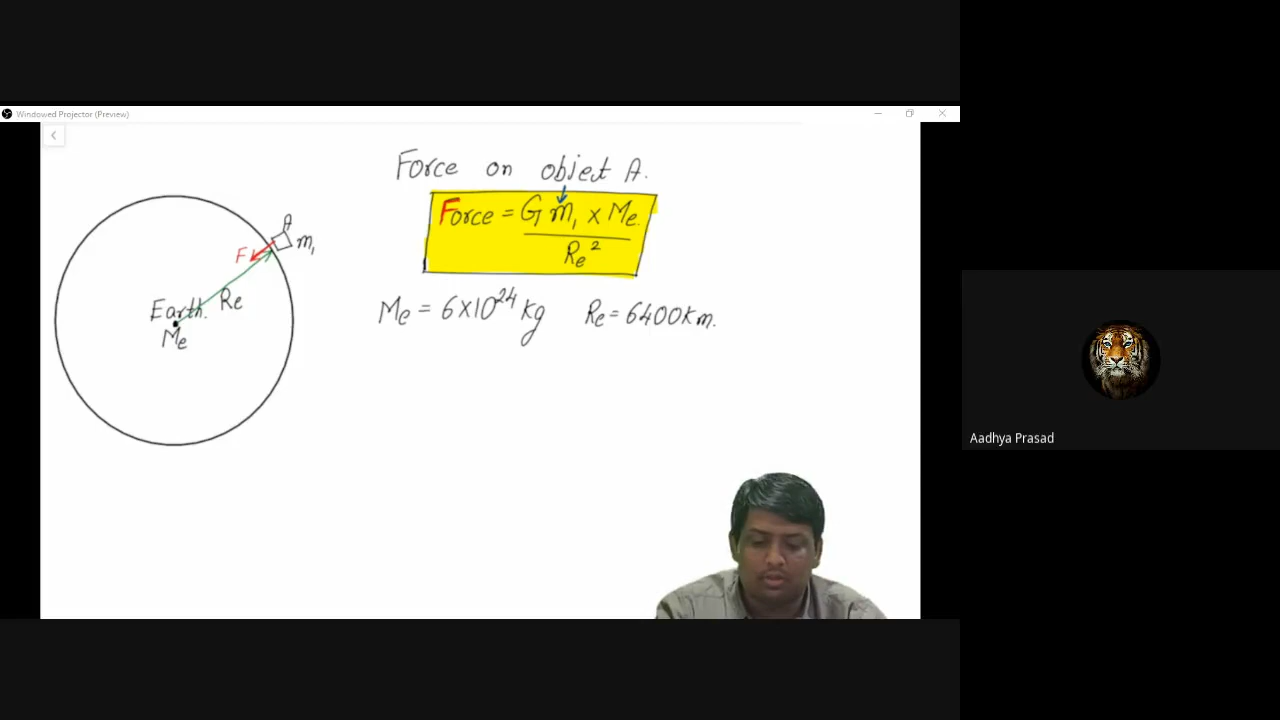 Windowed Projector (Preview)
Force on object A.
Force = G m₁ x Me
Re²
A
m₁
F
Re
Earth.
Me
Me = 6x10²⁴ kg Re = 6400km.
Aadhya Prasad